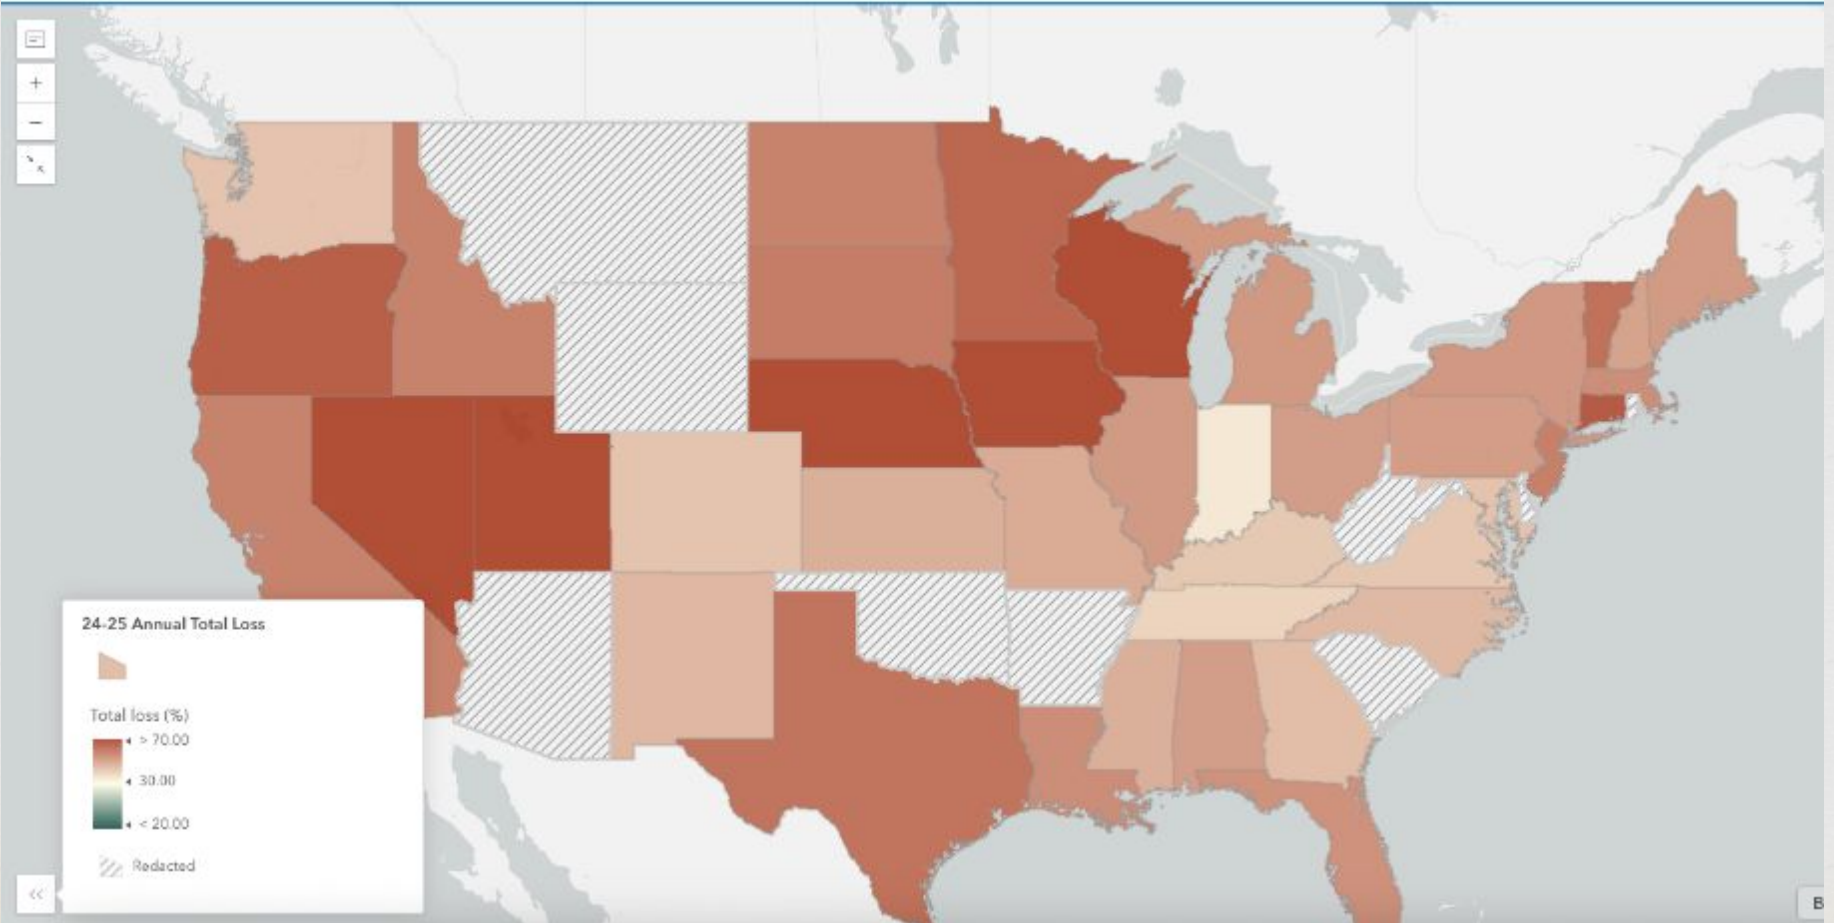 24-25 Annual Total Loss
Total loss (%)
> 70.00
30.00
< 20.00
Redacted
B